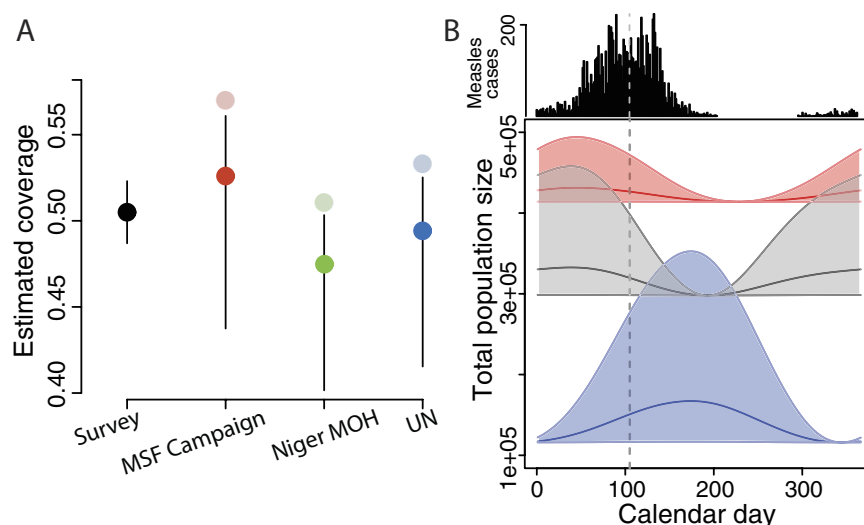 A
Estimated coverage
0.55
0.50
0.45
0.40
Survey
MSF Campaign
Niger MOH
UN
B
Measles
cases
200
Total population size
5e+05
3e+05
1e+05
0
100
200
300
Calendar day